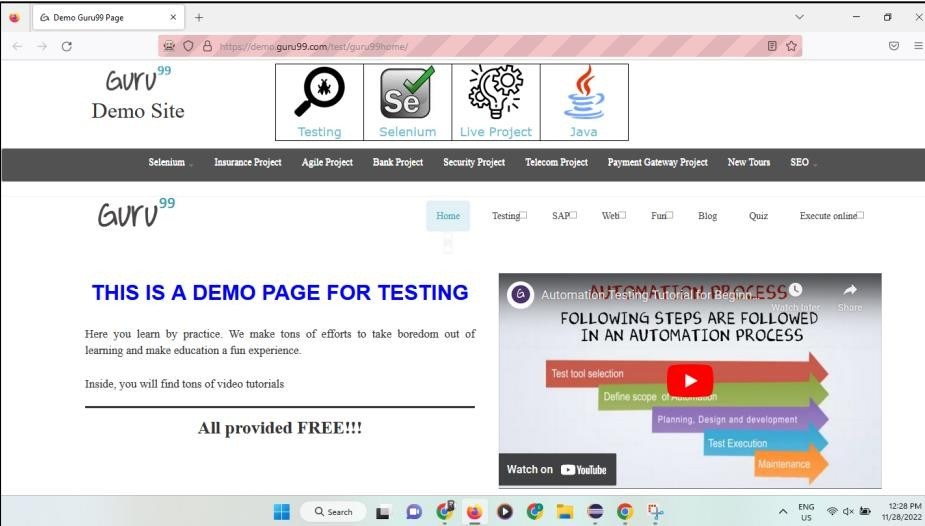 Demo Guru99 Page
https://demo.guru99.com/test/guru99home/
Guru99
Demo Site
Se
Testing Selenium Live Project Java
Selenium Insurance Project Agile Project Bank Project Security Project Telecom Project Payment Gateway Project New Tours SEO
Guru99
Home Testing SAP Web Fun Blog Quiz Execute online
THIS IS A DEMO PAGE FOR TESTING
Here you learn by practice. We make tons of efforts to take boredom out of
learning and make education a fun experience.
Inside, you will find tons of video tutorials
All provided FREE!!!
G
Automation Testing Tutorial for Beginn...
AUTOMATION PROCESS
Watch later Share
FOLLOWING STEPS ARE FOLLOWED
IN AN AUTOMATION PROCESS
Test tool selection
Define scope of Automation
Planning, Design and development
Test Execution
Maintenance
Watch on YouTube
Search
ENG
US
12:28 PM
11/28/2022